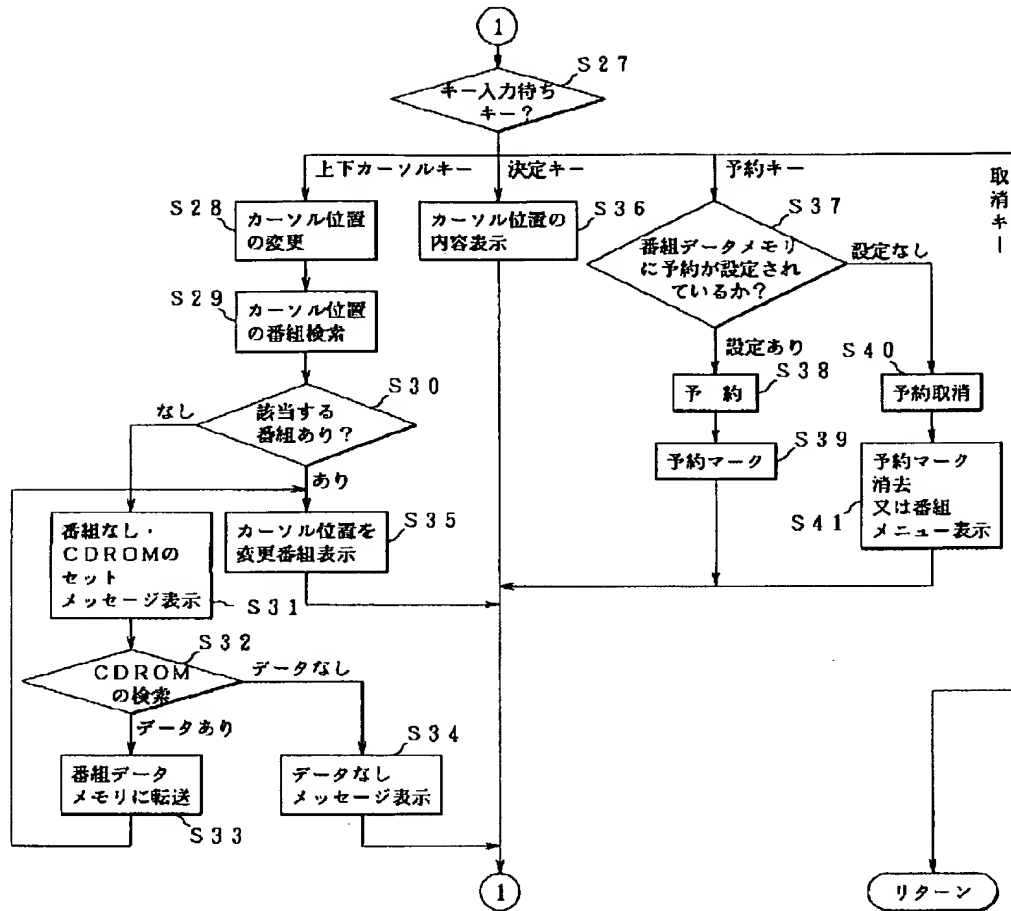 1
S27
キー入力待ち
キー?
上下カーソルキー
決定キー
予約キー
取消キー
S28
カーソル位置
の変更
S36
カーソル位置の
内容表示
S37
番組データメモリ
に予約が設定され
ているか?
設定なし
設定あり
S29
カーソル位置
の番組検索
S30
該当する
番組あり?
なし
あり
S38
予 約
S40
予約取消
S39
予約マーク
S41
予約マーク
消去
又は番組
メニュー表示
番組なし・
CDROMの
セット
メッセージ表示
S31
S35
カーソル位置を
変更番組表示
S32
CDROM
の検索
データなし
データあり
S33
番組データ
メモリに転送
S34
データなし
メッセージ表示
1
リターン